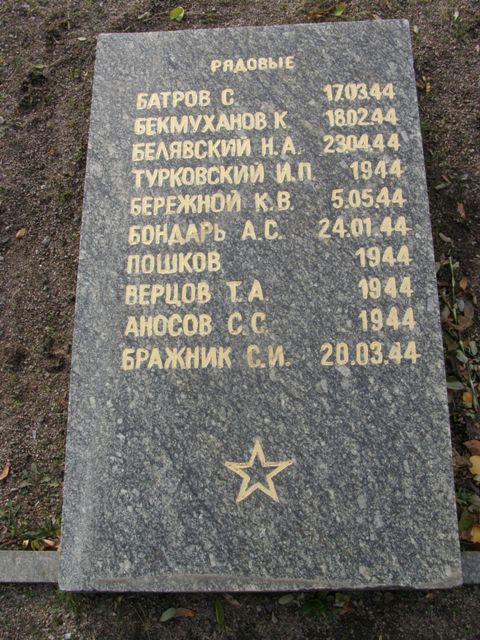 РЯДОВЫЕ
БАТРОВ С. 17.03.44
БЕКМУХАНОВ К 18.02.44
БЕЛЯВСКИЙ Н.А. 23.04.44
ТУРКОВСКИЙ И.П. 1944
БЕРЕЖНОЙ К.В. 5.05.44
БОНДАРЬ А.С. 24.01.44
ПОШКОВ 1944
ВЕРЦОВ Т.А. 1944
АНОСОВ С.С. 1944
БРАЖНИК С.И. 20.03.44